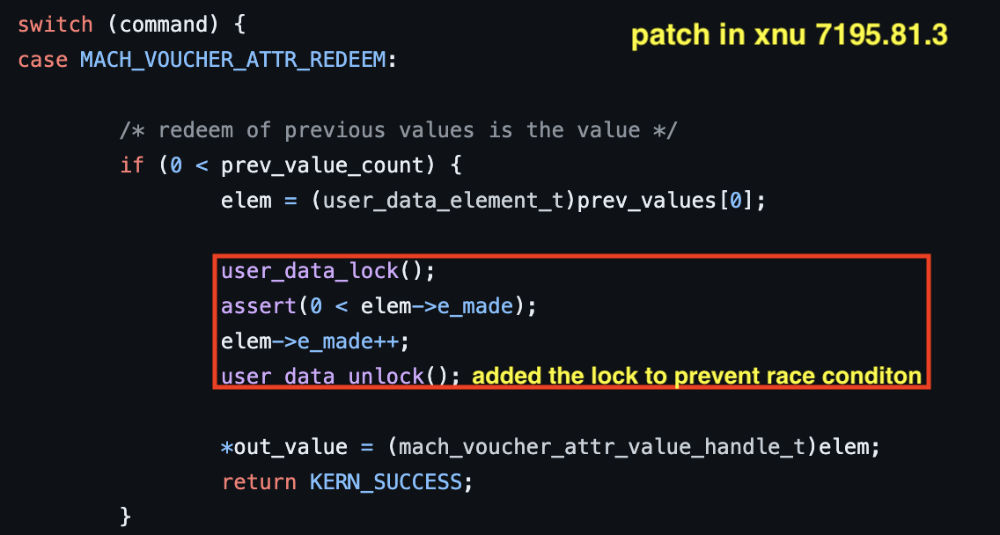 switch (command) {
patch in xnu 7195.81.3
case MACH_VOUCHER_ATTR_REDEEM:
/* redeem of previous values is the value */
if (0 < prev_value_count) {
elem = (user_data_element_t)prev_values[0];
user_data_lock();
assert(0 < elem->e_made);
elem->e_made++;
user_data_unlock(); added the lock to prevent race conditon
*out_value = (mach_voucher_attr_value_handle_t)elem;
return KERN_SUCCESS;
}